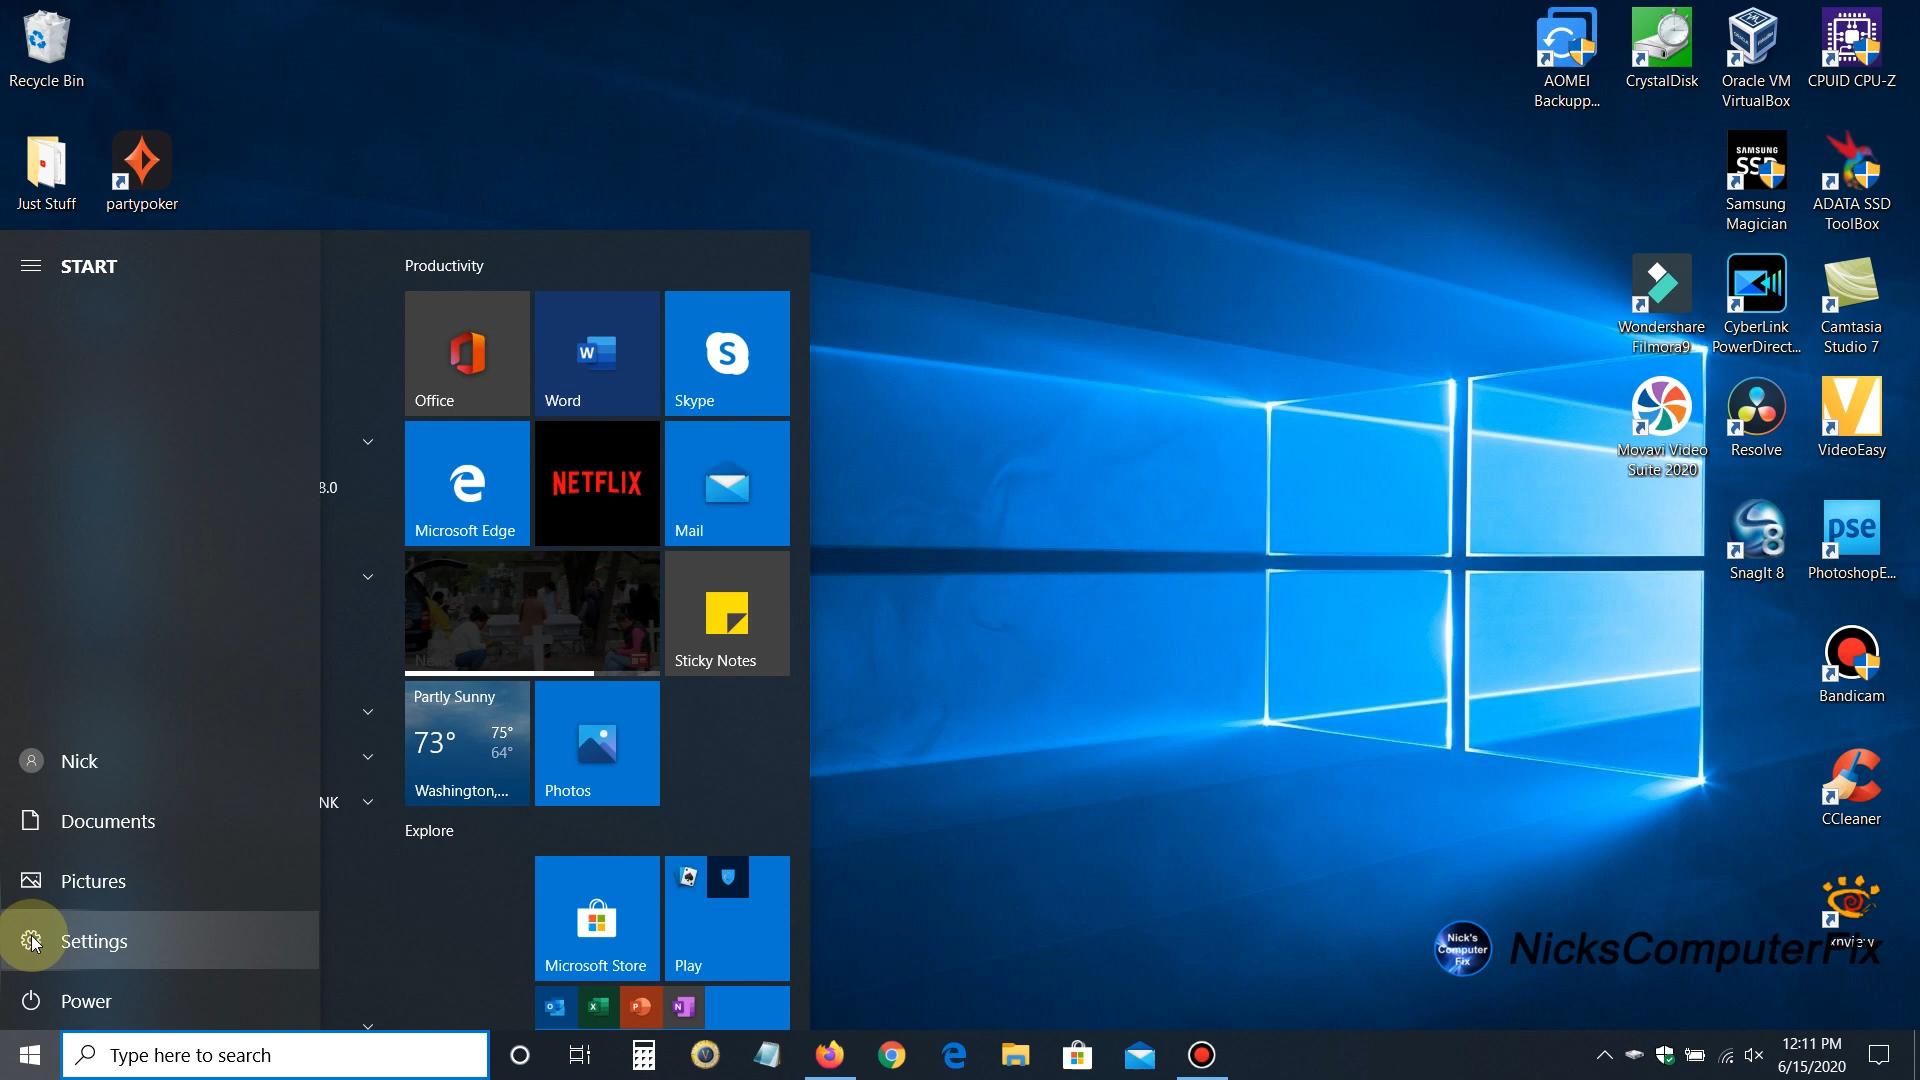 Recycle Bin
Just Stuff
partypoker
AOMEI
Backupp...
CrystalDisk
Oracle VM
VirtualBox
CPUID CPU-Z
SAMSUNG
SSD
Samsung
Magician
ADATA SSD
ToolBox
Wondershare
Filmora9
CyberLink
PowerDirect...
Camtasia
Studio 7
Movavi Video
Suite 2020
Resolve
VideoEasy
SnagIt 8
pse
PhotoshopE...
Bandicam
CCleaner
xnview
Nick's
Computer
Fix
NicksComputerFix
START
Nick
Documents
Pictures
Settings
Power
8.0
NK
Productivity
Office
Word
Skype
Microsoft Edge
NETFLIX
Mail
Sticky Notes
Partly Sunny
73°
75°
64°
Washington,...
Photos
Explore
Microsoft Store
Play
Type here to search
12:11 PM
6/15/2020